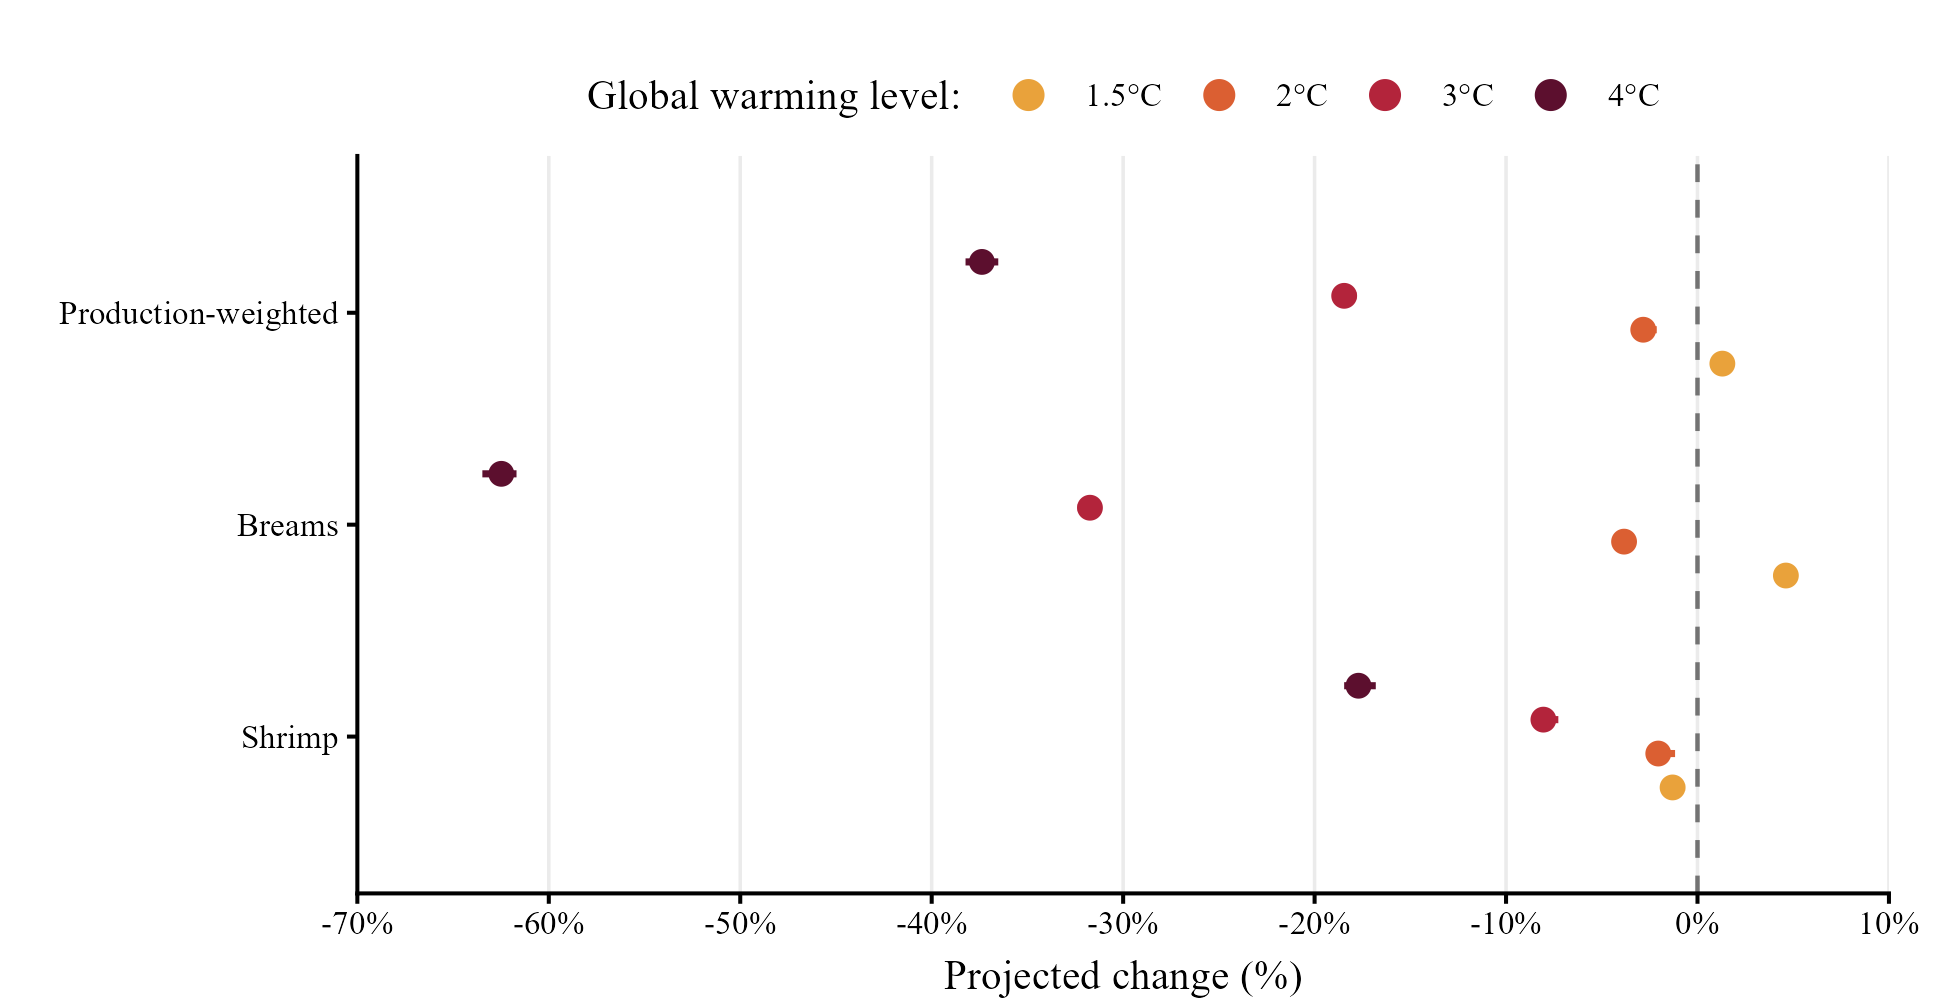 Global warming level: 1.5°C 2°C 3°C 4°C
Production-weighted
Breams
Shrimp
-70% -60% -50% -40% -30% -20% -10% 0% 10%
Projected change (%)